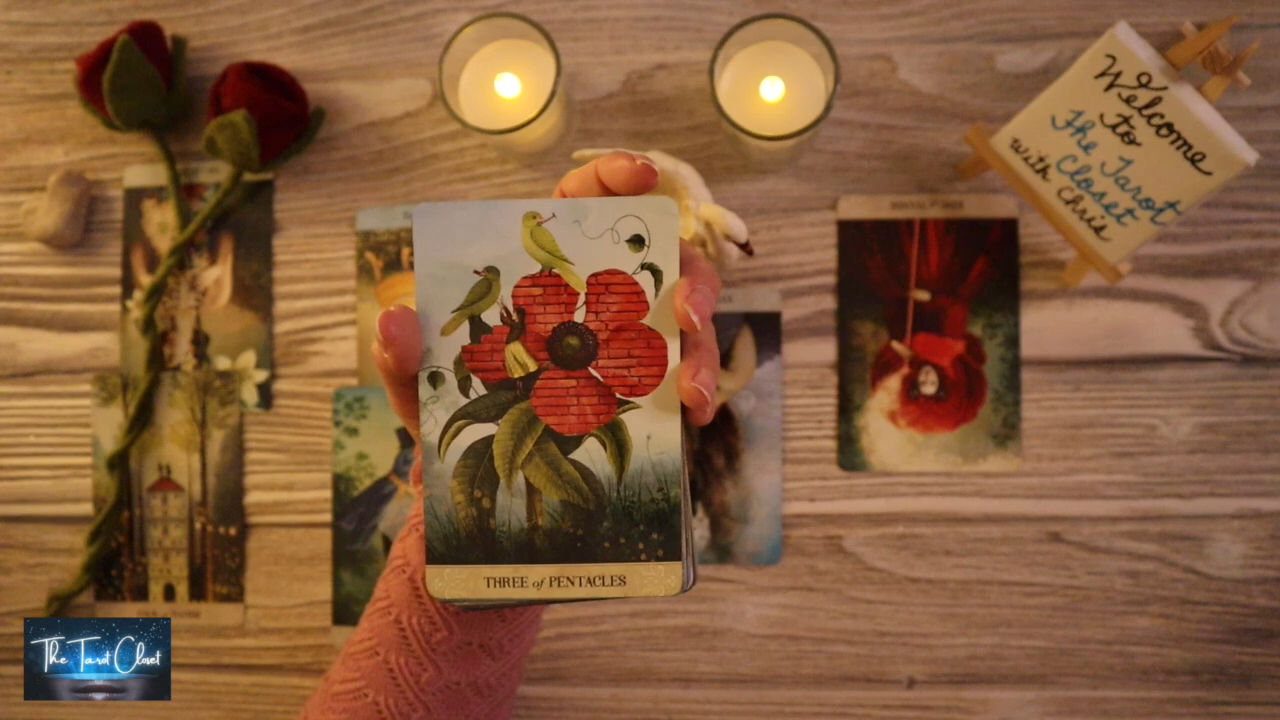 Welcome
to
The Tarot
Closet
with Chris
THREE of PENTACLES
The Tarot Closet